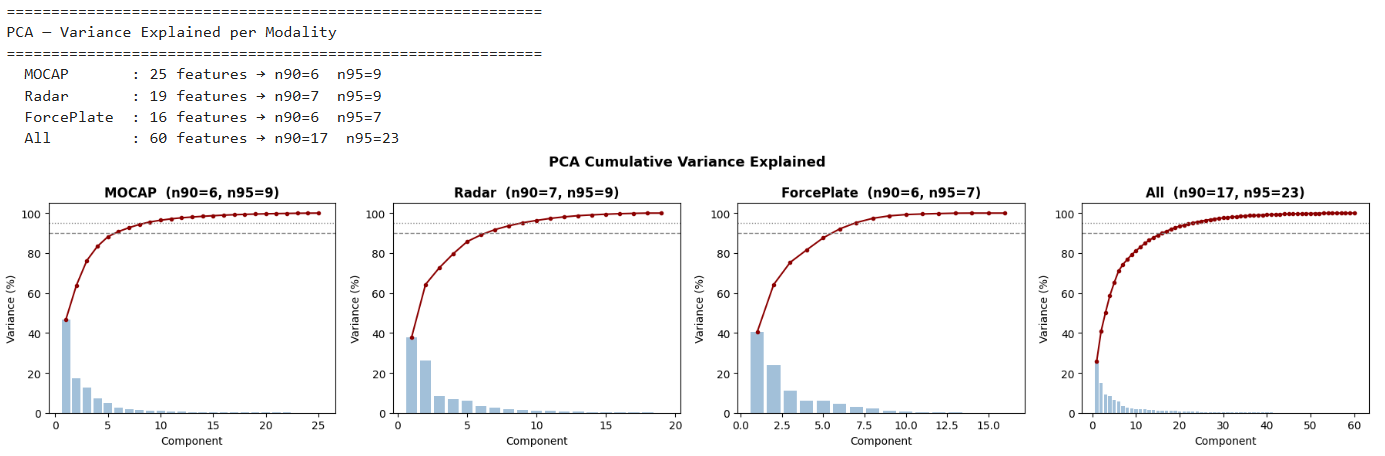 ============================================================
PCA — Variance Explained per Modality
============================================================
MOCAP : 25 features → n90=6 n95=9
Radar : 19 features → n90=7 n95=9
ForcePlate : 16 features → n90=6 n95=7
All : 60 features → n90=17 n95=23
PCA Cumulative Variance Explained
MOCAP (n90=6, n95=9)
Variance (%)
100
80
60
40
20
0
0 5 10 15 20 25
Component
Radar (n90=7, n95=9)
Variance (%)
100
80
60
40
20
0
0 5 10 15 20
Component
ForcePlate (n90=6, n95=7)
Variance (%)
100
80
60
40
20
0
0.0 2.5 5.0 7.5 10.0 12.5 15.0
Component
All (n90=17, n95=23)
Variance (%)
100
80
60
40
20
0
0 10 20 30 40 50 60
Component